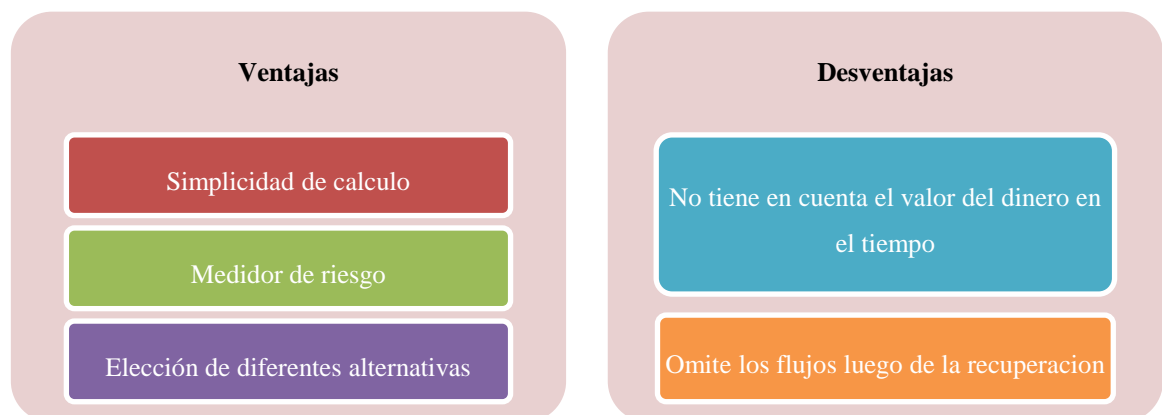 Ventajas
Simplicidad de calculo
Medidor de riesgo
Elección de diferentes alternativas
Desventajas
No tiene en cuenta el valor del dinero en
el tiempo
Omite los flujos luego de la recuperacion